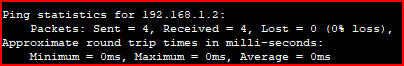 Ping statistics for 192.168.1.2:
Packets: Sent = 4, Received = 4, Lost = 0 (0% loss),
Approximate round trip times in milli-seconds:
Minimum = 0ms, Maximum = 0ms, Average = 0ms